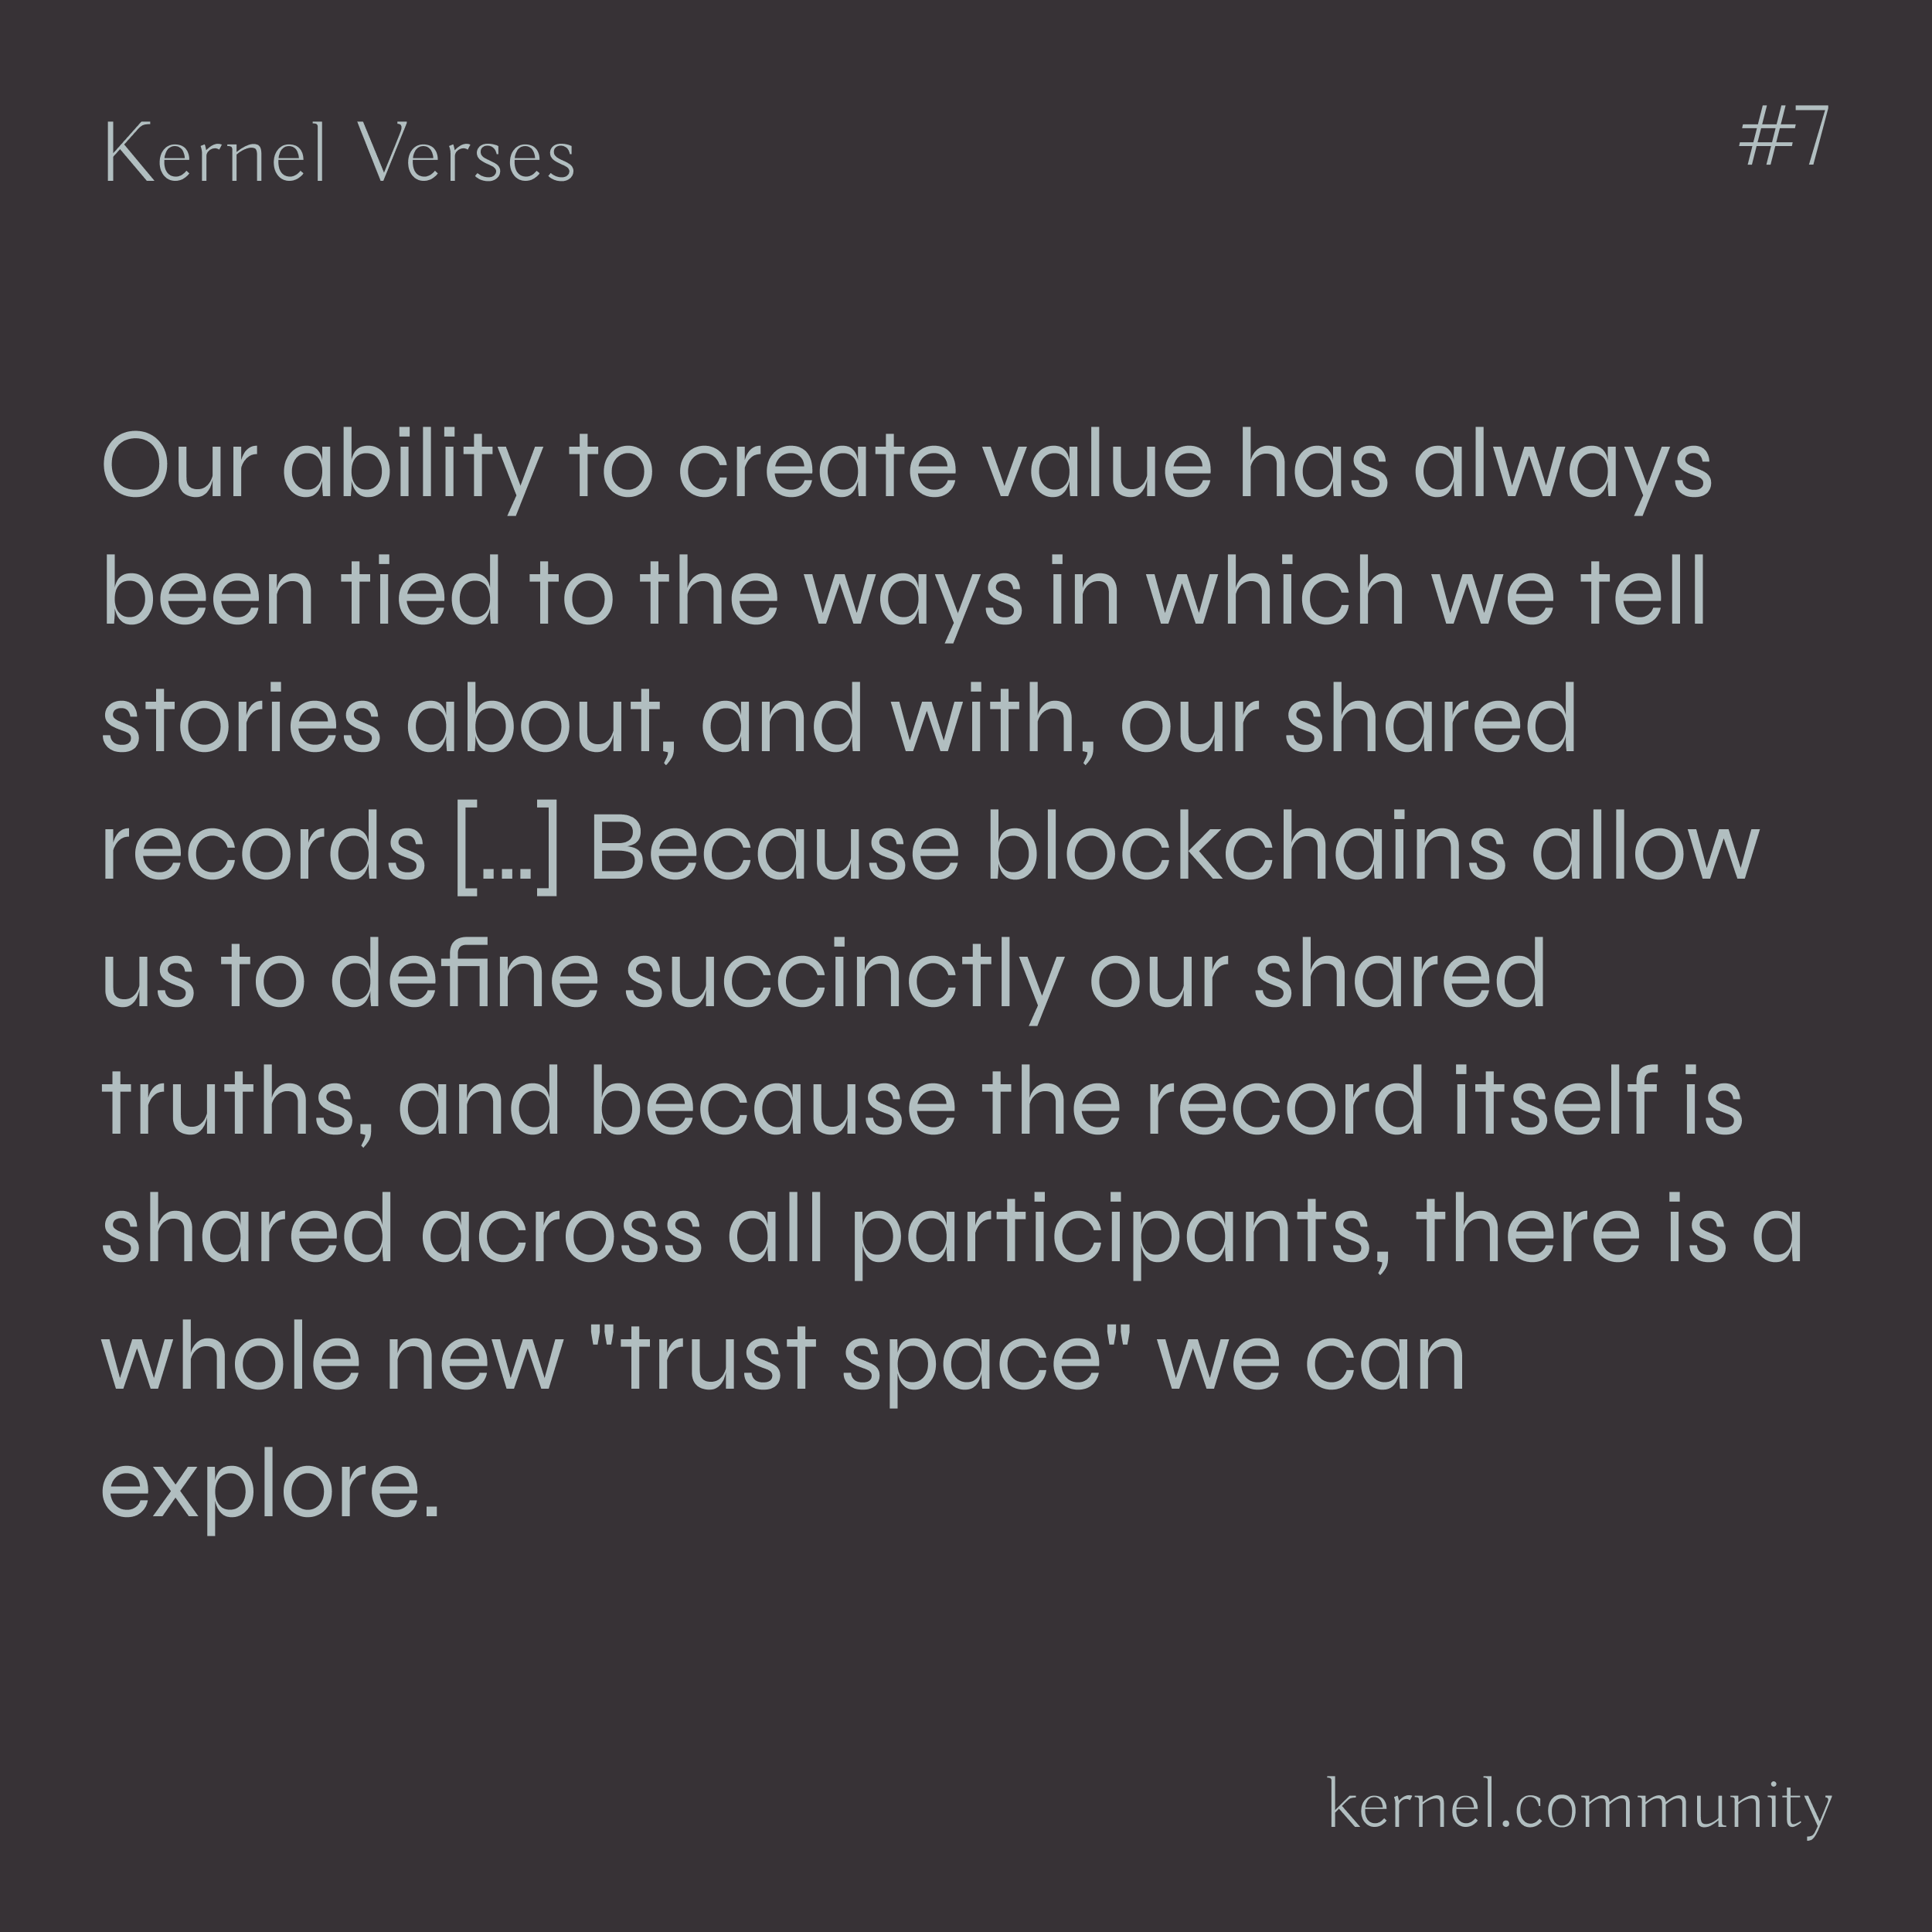 Kernel Verses
#7
Our ability to create value has always
been tied to the ways in which we tell
stories about, and with, our shared
records [...] Because blockchains allow
us to define succinctly our shared
truths, and because the record itself is
shared across all participants, there is a
whole new "trust space" we can
explore.
kernel.community